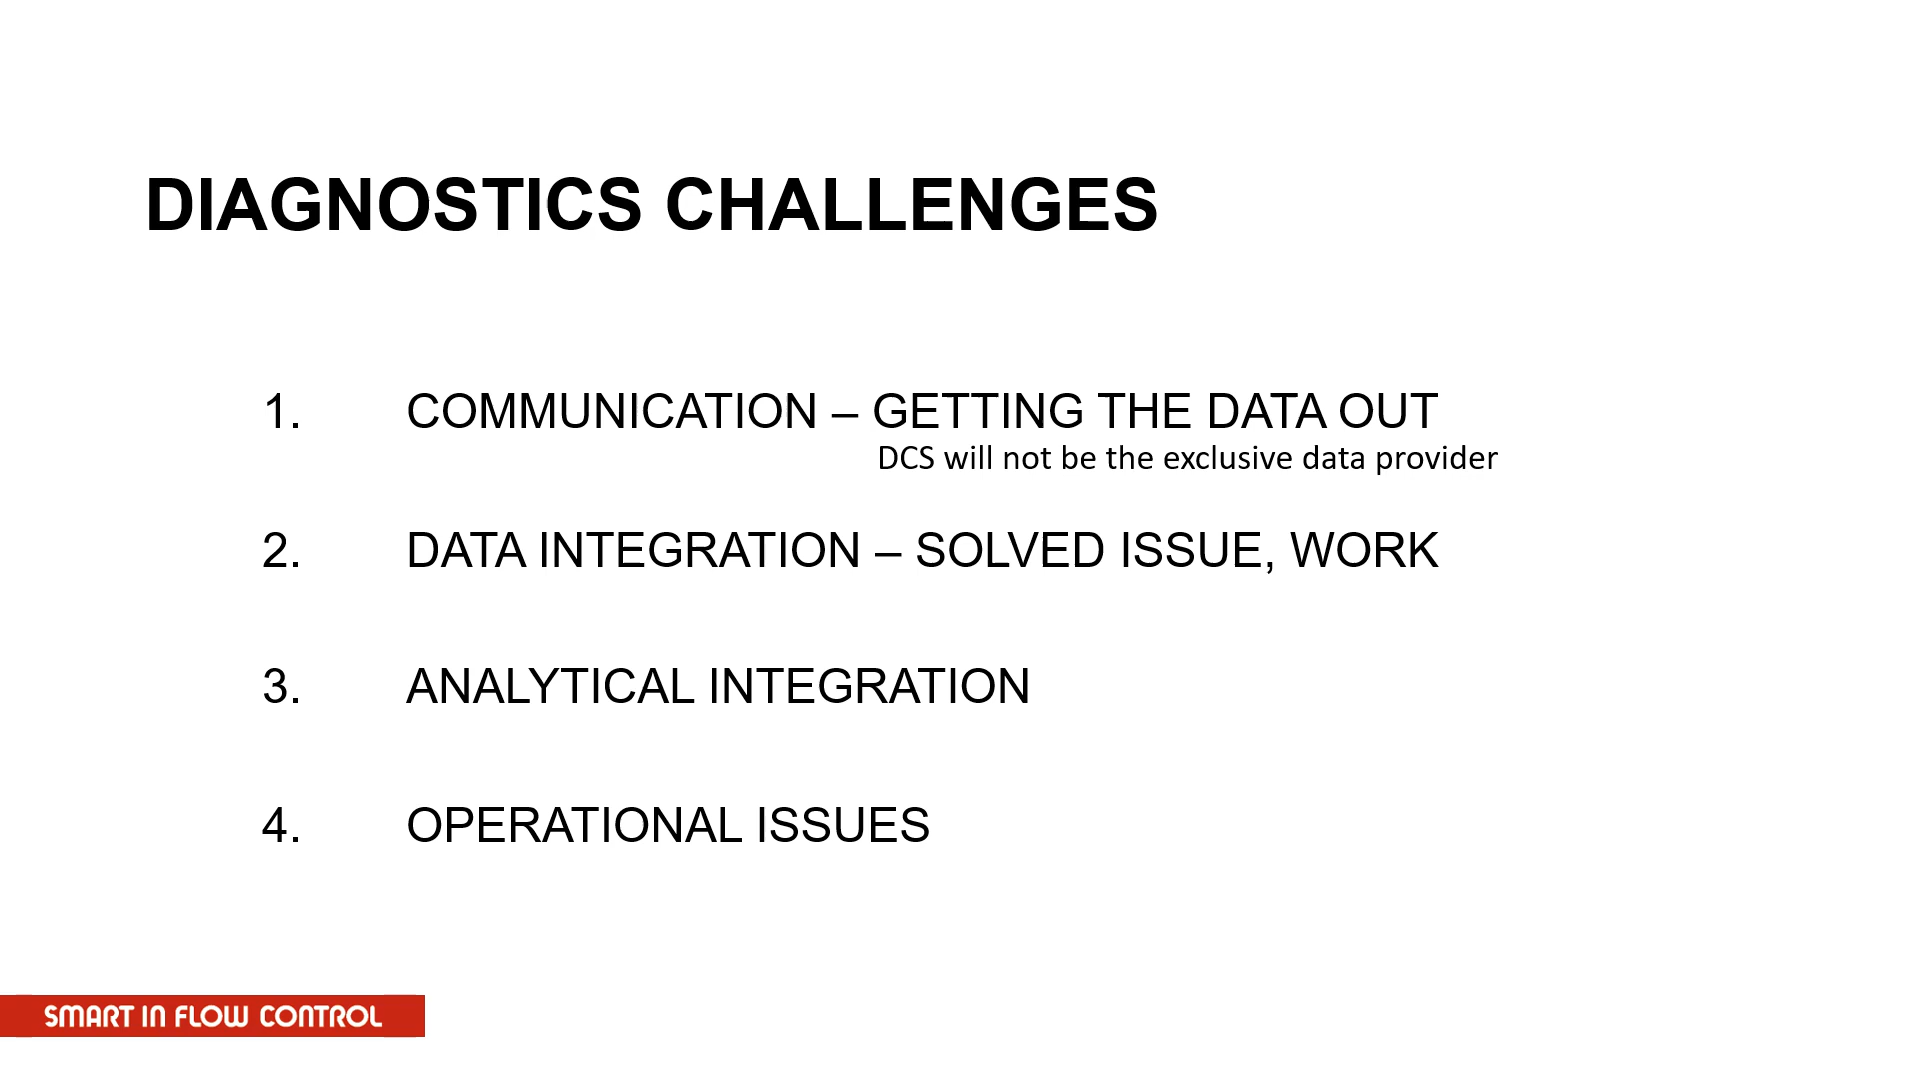 DIAGNOSTICS CHALLENGES
1. COMMUNICATION – GETTING THE DATA OUT
DCS will not be the exclusive data provider
2. DATA INTEGRATION – SOLVED ISSUE, WORK
3. ANALYTICAL INTEGRATION
4. OPERATIONAL ISSUES
SMART IN FLOW CONTROL